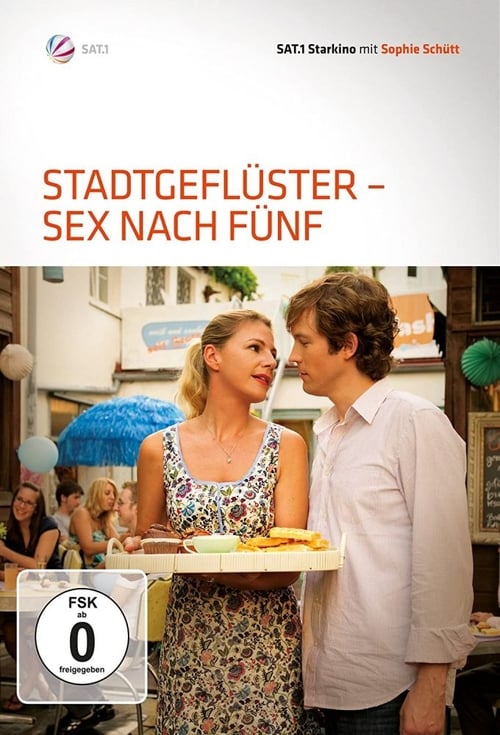 SAT.1
SAT.1 Starkino mit Sophie Schütt
STADTGEFLÜSTER –
SEX NACH FÜNF
FSK
ab
0
freigegeben